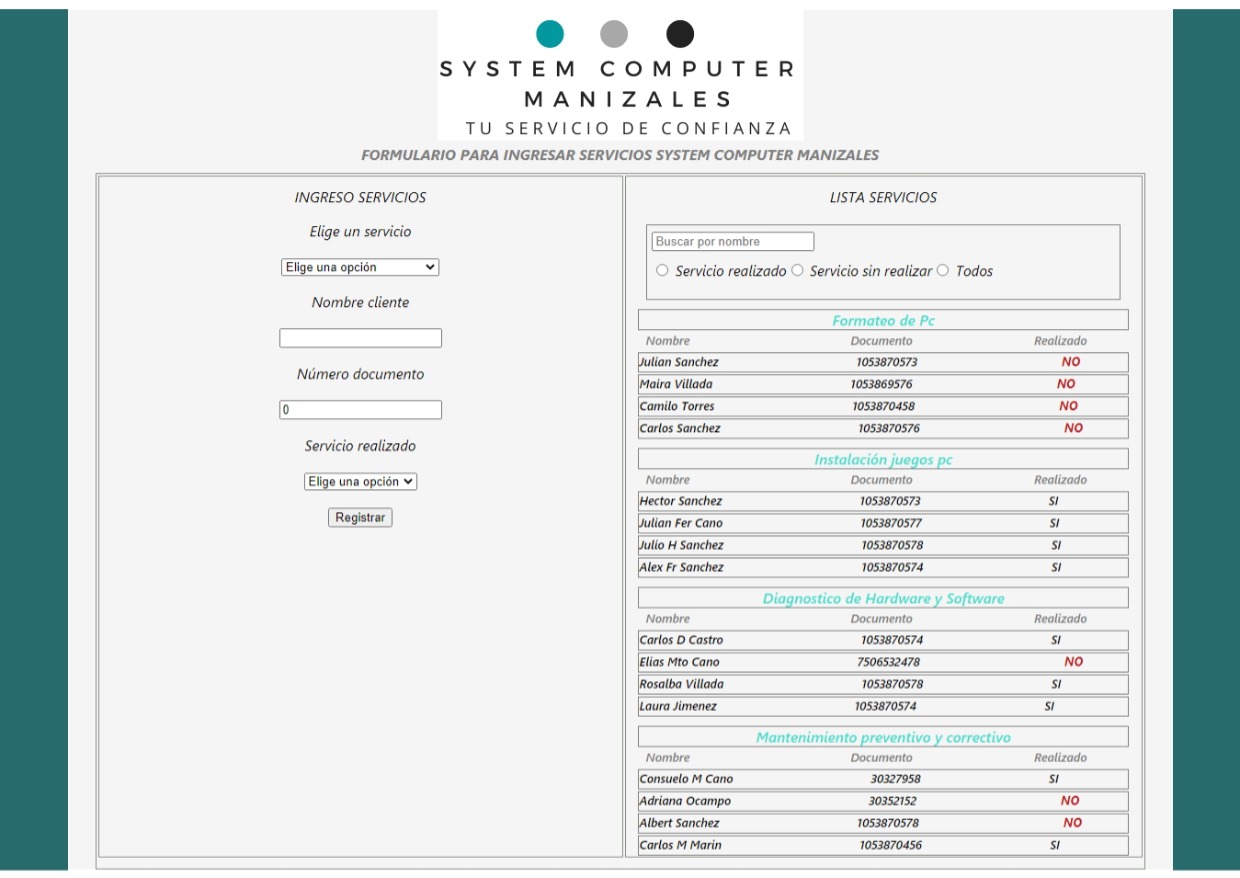 SYSTEM COMPUTER
MANIZALES
TU SERVICIO DE CONFIANZA
FORMULARIO PARA INGRESAR SERVICIOS SYSTEM COMPUTER MANIZALES
INGRESO SERVICIOS
Elige un servicio
Elige una opción
Nombre cliente
Número documento
0
Servicio realizado
Elige una opción
Registrar
LISTA SERVICIOS
Buscar por nombre
Servicio realizado Servicio sin realizar Todos
Formateo de Pc
Nombre Documento Realizado
Julian Sanchez 1053870573 NO
Maira Villada 1053869576 NO
Camilo Torres 1053870458 NO
Carlos Sanchez 1053870576 NO
Instalación juegos pc
Nombre Documento Realizado
Hector Sanchez 1053870573 SI
Julian Fer Cano 1053870577 SI
Julio H Sanchez 1053870578 SI
Alex Fr Sanchez 1053870574 SI
Diagnostico de Hardware y Software
Nombre Documento Realizado
Carlos D Castro 1053870574 SI
Elias Mto Cano 7506532478 NO
Rosalba Villada 1053870578 SI
Laura Jimenez 1053870574 SI
Mantenimiento preventivo y correctivo
Nombre Documento Realizado
Consuelo M Cano 30327958 SI
Adriana Ocampo 30352152 NO
Albert Sanchez 1053870578 NO
Carlos M Marin 1053870456 SI